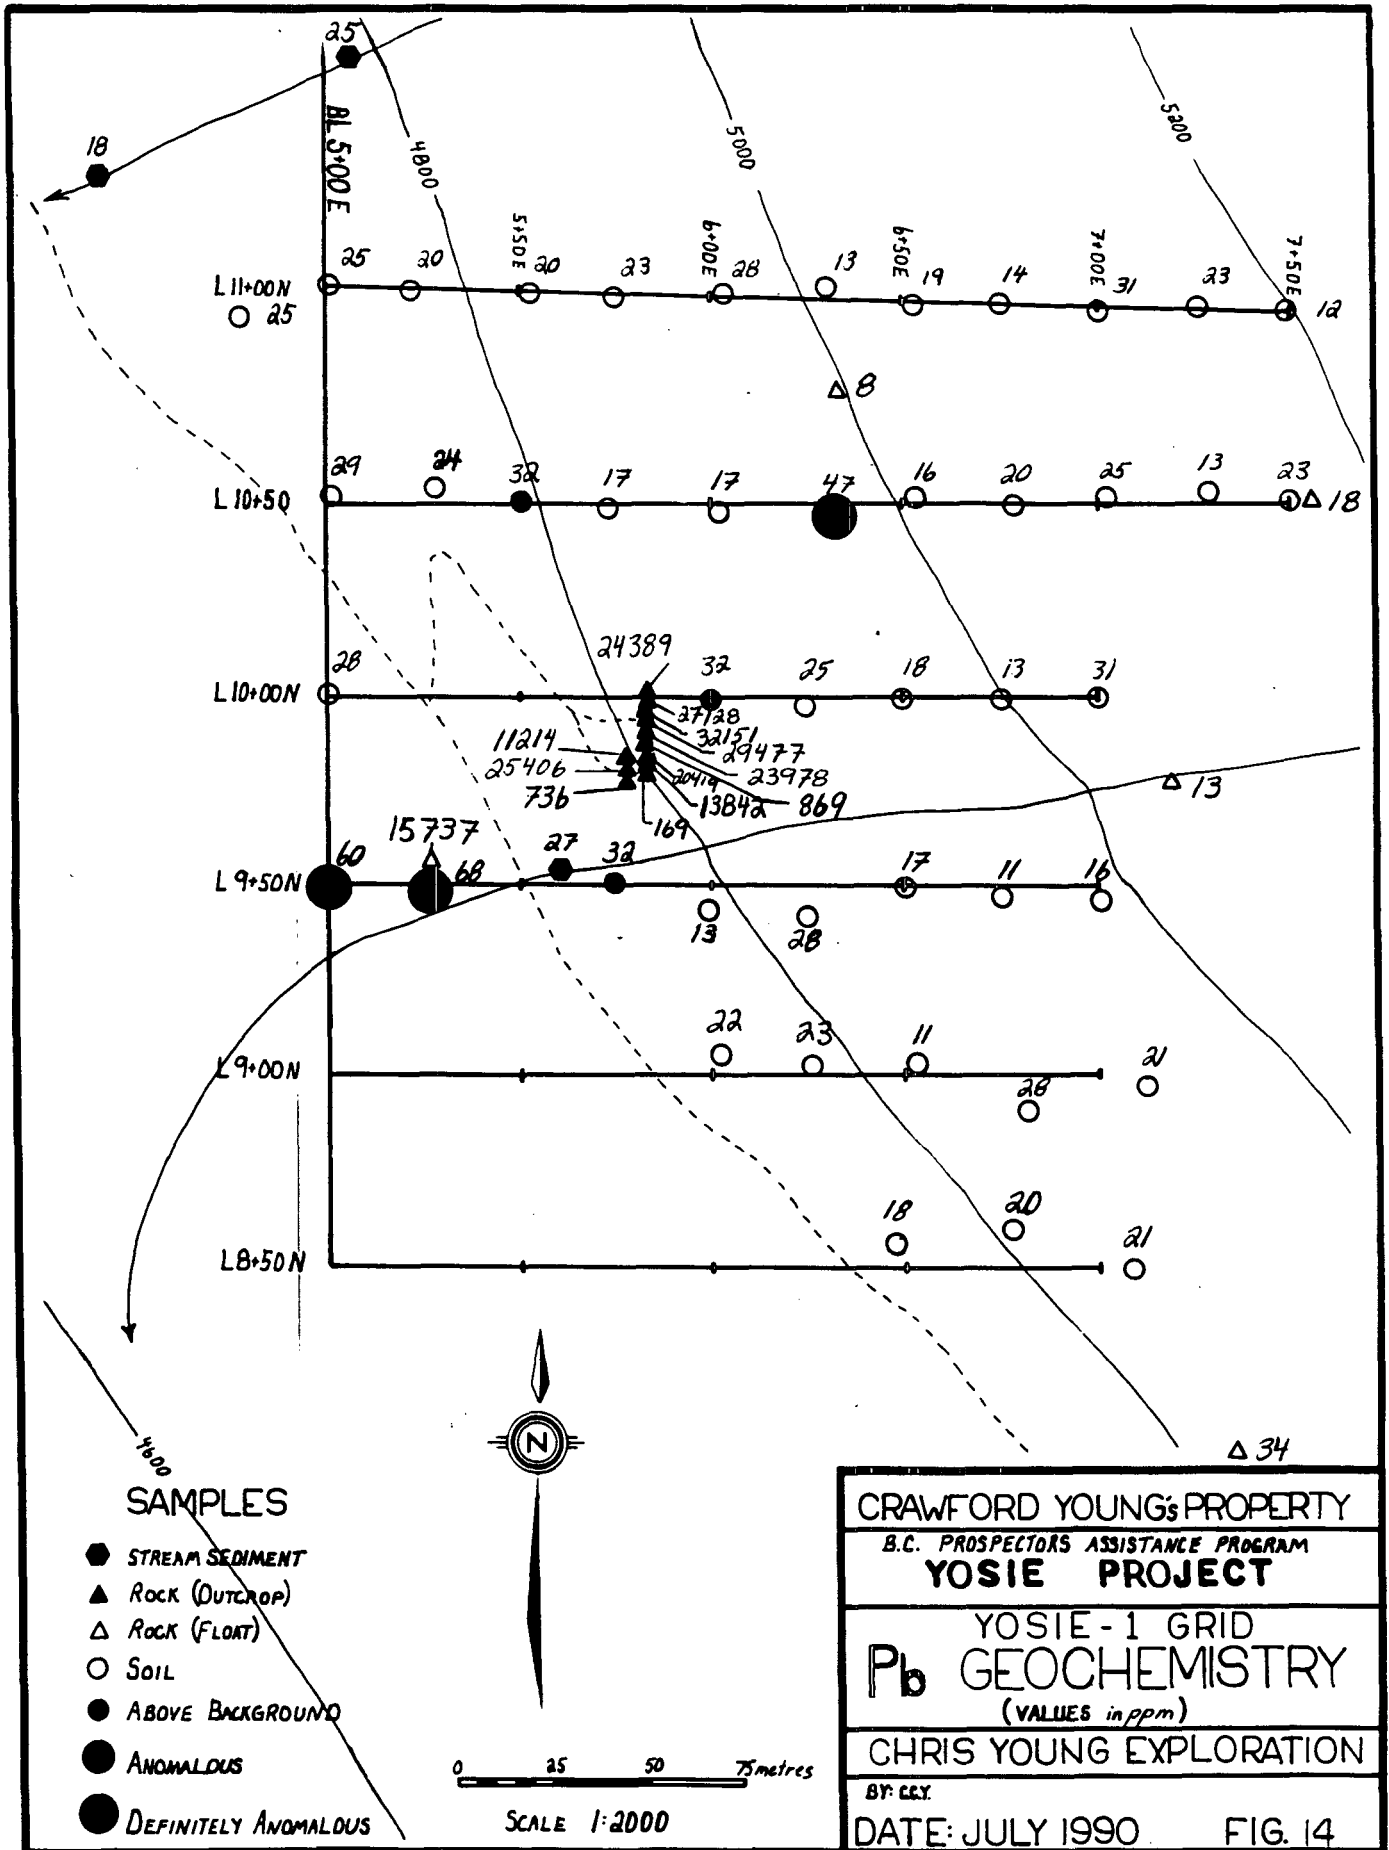 25
18
BL 5+00E
4800
5000
5200
5+50E
6+00E
6+50E
7+00E
7+50E
L11+00N
25
20
20
23
28
13
19
14
31
23
12
25
8
L10+50
29
24
32
17
17
47
16
20
25
13
23
18
L10+00N
28
24389
32
25
18
13
31
27128
32151
29477
23978
20419
13842
869
169
11214
25406
736
13
L9+50N
60
15737
68
27
32
17
11
16
13
28
L9+00N
22
23
11
28
21
L8+50N
18
20
21
34
4600
N
SAMPLES
STREAM SEDIMENT
ROCK (OUTCROP)
ROCK (FLOAT)
SOIL
ABOVE BACKGROUND
ANOMALOUS
DEFINITELY ANOMALOUS
0 25 50 75metres
SCALE 1:2000
CRAWFORD YOUNG's PROPERTY
B.C. PROSPECTORS ASSISTANCE PROGRAM
YOSIE PROJECT
YOSIE-1 GRID
Pb GEOCHEMISTRY
(VALUES in ppm)
CHRIS YOUNG EXPLORATION
BY: C.C.Y.
DATE: JULY 1990 FIG. 14